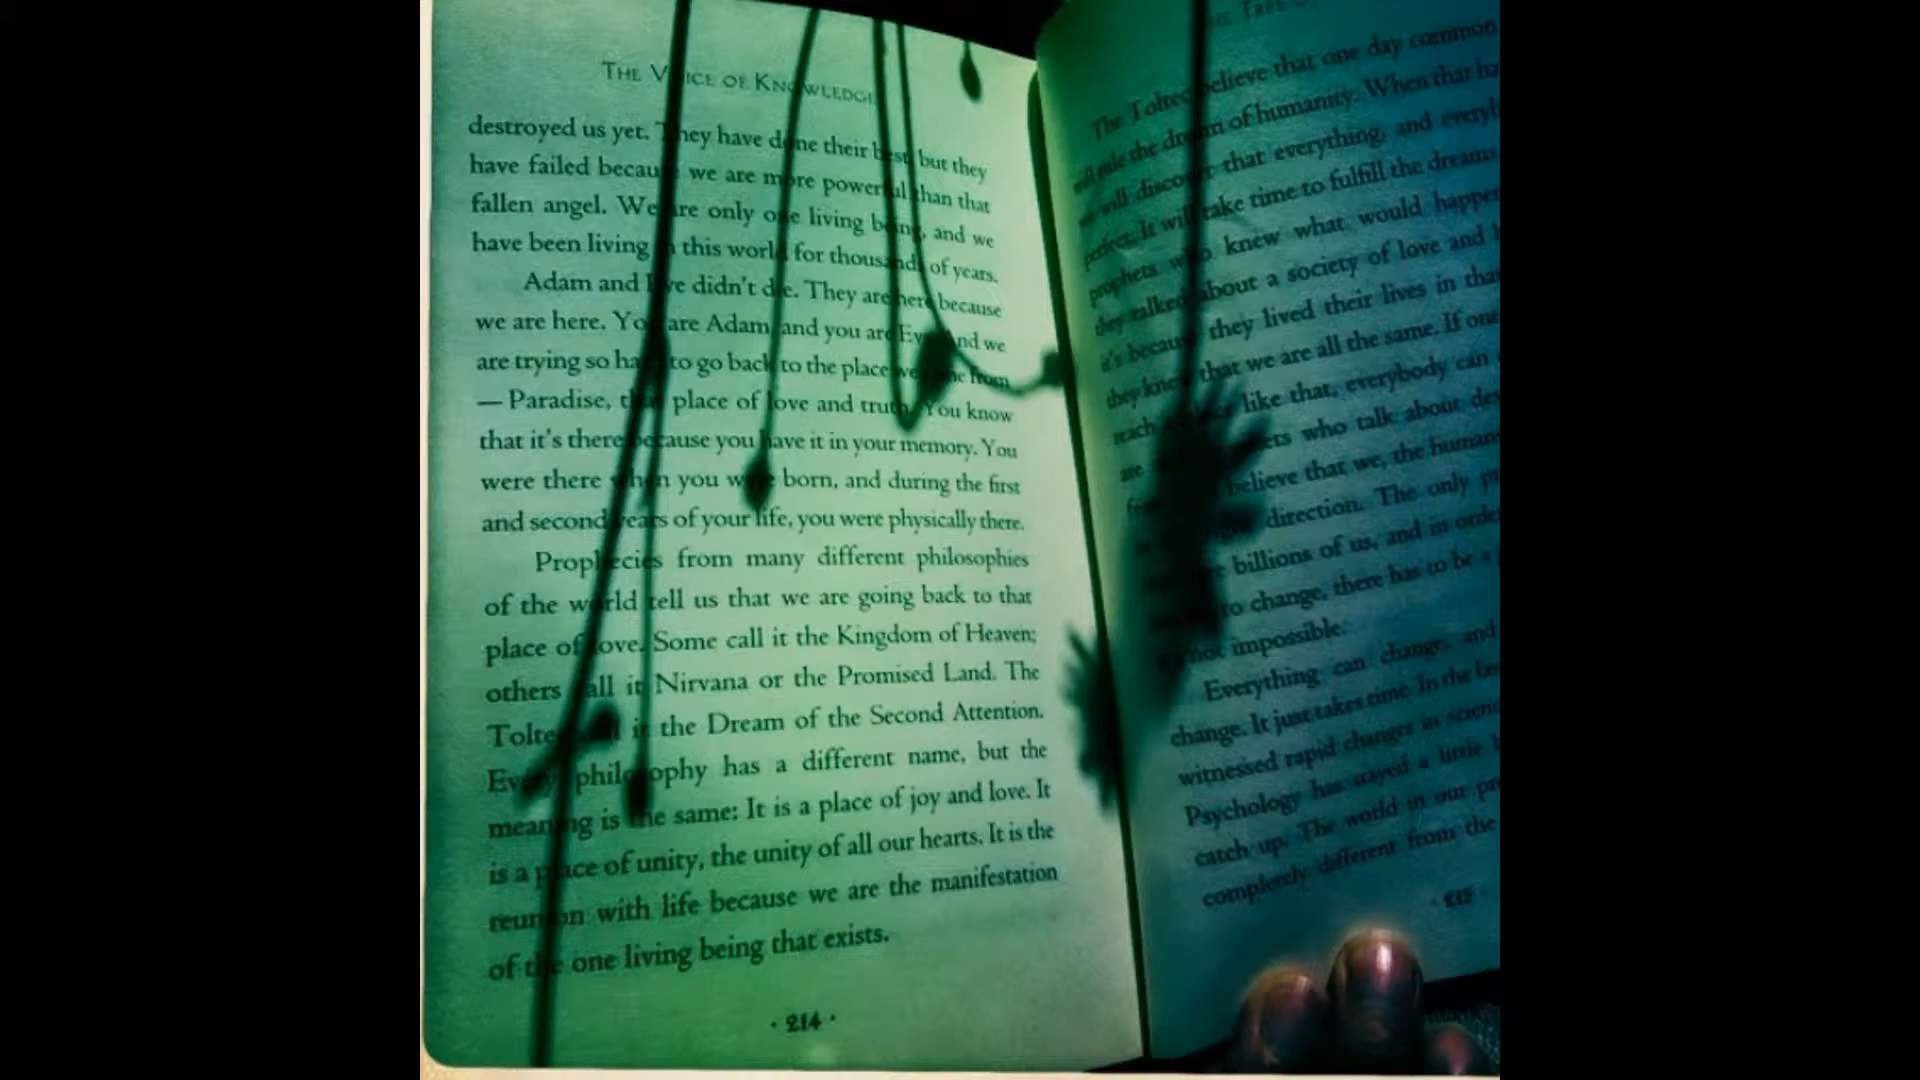 THE VOICE OF KNOWLEDGE
destroyed us yet. They have done their best, but they
have failed because we are more powerful than that
fallen angel. We are only one living being, and we
have been living in this world for thousands of years.
Adam and Eve didn't die. They are here because
we are here. You are Adam, and you are Eve. And we
are trying so hard to go back to the place we came from
— Paradise, that place of love and truth. You know
that it's there because you have it in your memory. You
were there when you were born, and during the first
and second years of your life, you were physically there.
Prophecies from many different philosophies
of the world tell us that we are going back to that
place of love. Some call it the Kingdom of Heaven;
others call it Nirvana or the Promised Land. The
Toltec call it the Dream of the Second Attention.
Every philosophy has a different name, but the
meaning is the same: It is a place of joy and love. It
is a place of unity, the unity of all our hearts. It is the
reunion with life because we are the manifestation
of the one living being that exists.
· 214 ·
THE TREE
The Toltec believe that one day common
will rule the dream of humanity. When that
we will discover that everything, and
perfect. It will take time to fulfill the dreams
prophets who knew what would
they talked about a society of love and
it's because they lived their lives in
they knew that we are all the same. If
reach like that, everybody can
are who talk about
believe that we, the
direction. The only
billions of us, and in
to change, there has to be a
not impossible.
Everything can change, and
change. It just takes time. In the
witnessed rapid changes in
Psychology has stayed a little
catch up. The world in our
completely different from the
· 215 ·